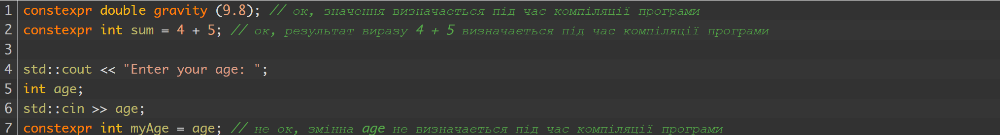 1 constexpr double gravity (9.8); // ок, значення визначається під час компіляції програми
2 constexpr int sum = 4 + 5; // ок, результат виразу 4 + 5 визначається під час компіляції програми
3
4 std::cout << "Enter your age: ";
5 int age;
6 std::cin >> age;
7 constexpr int myAge = age; // не ок, змінна age не визначається під час компіляції програми